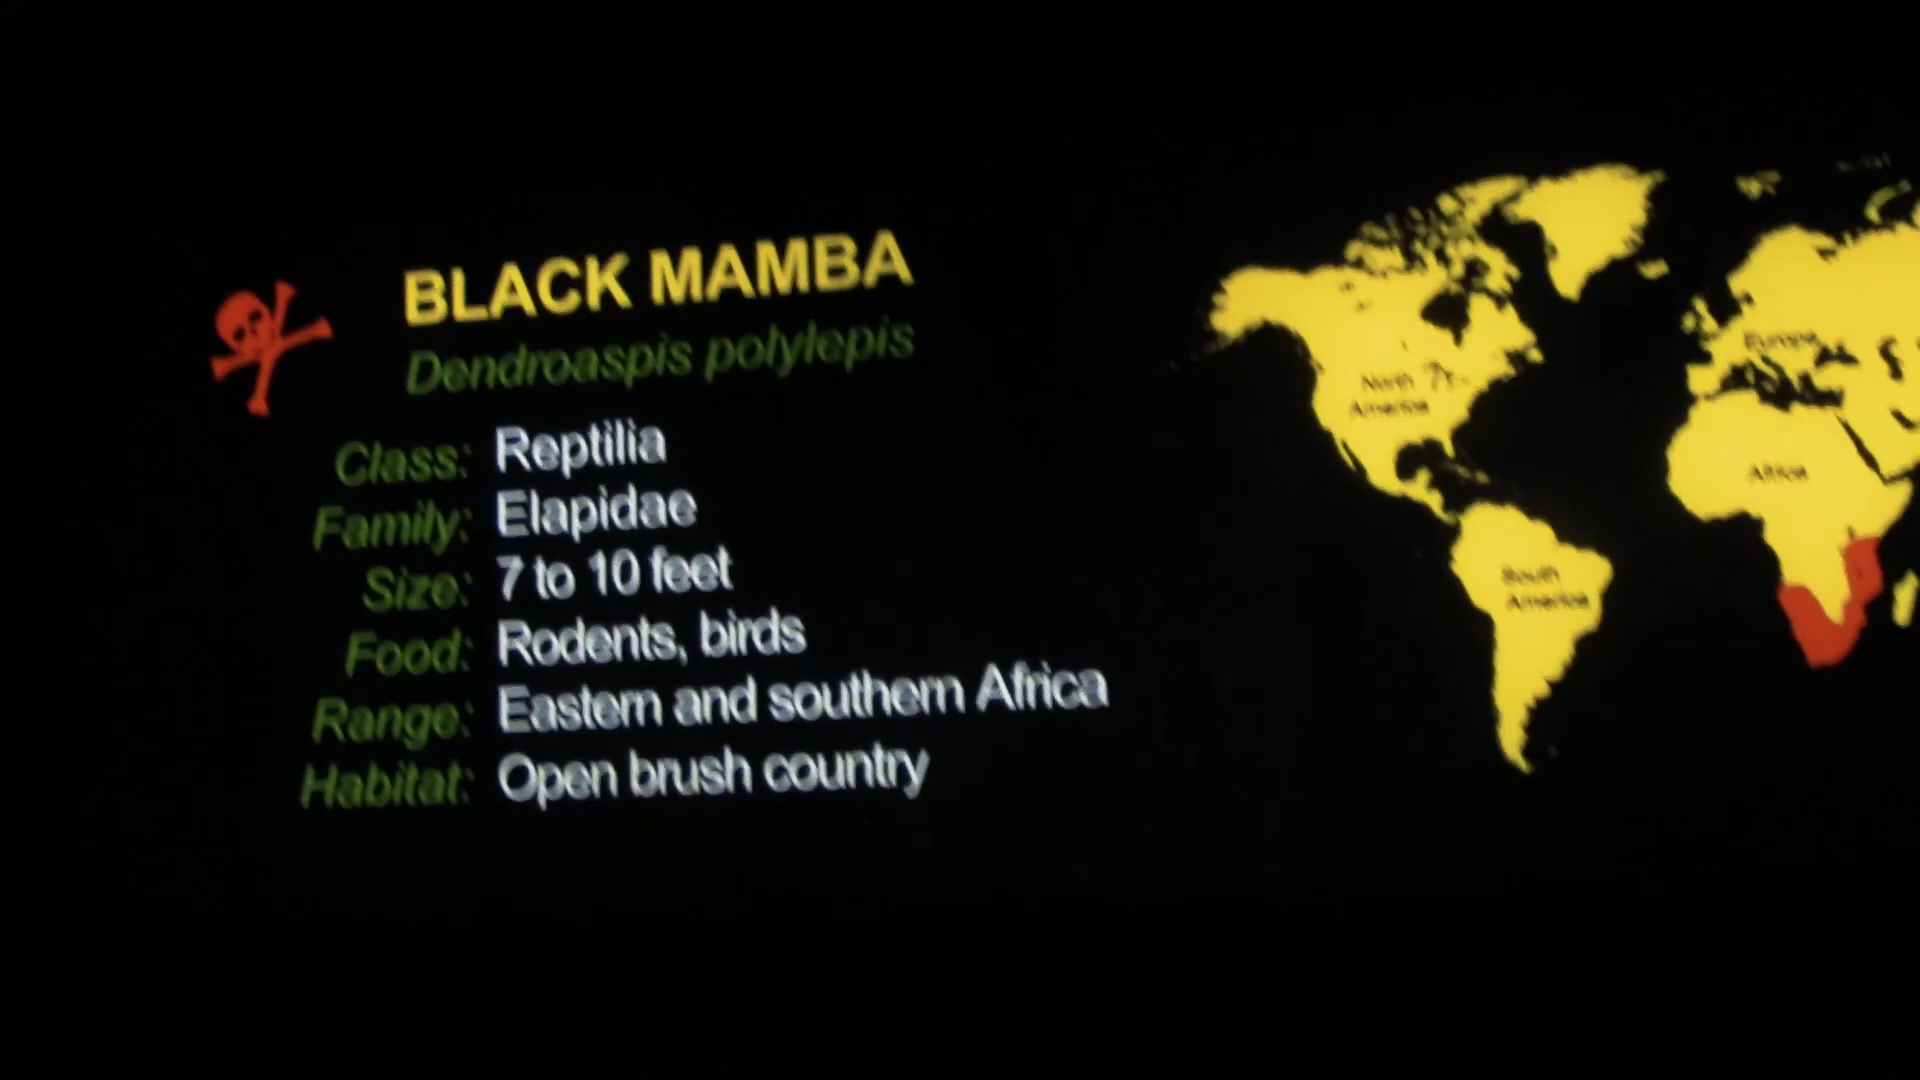 BLACK MAMBA
Dendroaspis polylepis
Class: Reptilia
Family: Elapidae
Size: 7 to 10 feet
Food: Rodents, birds
Range: Eastern and southern Africa
Habitat: Open brush country
North
America
South
America
Europe
Africa